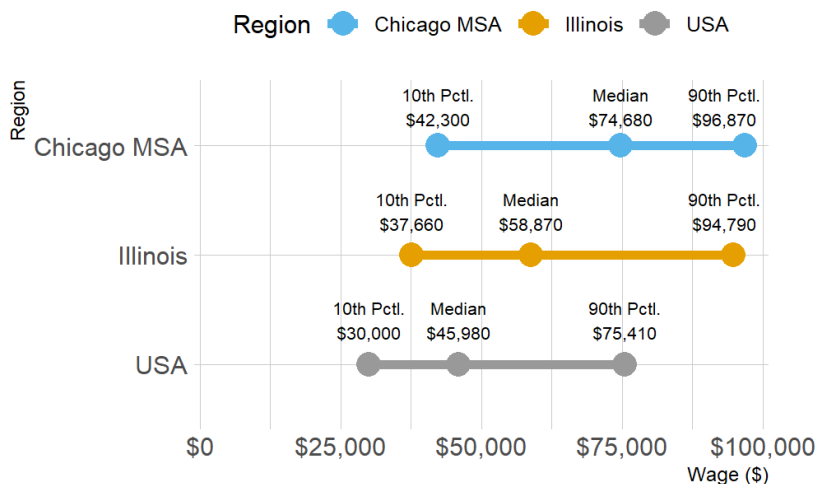 Region Chicago MSA Illinois USA
Region
10th Pctl. Median 90th Pctl.
$42,300 $74,680 $96,870
Chicago MSA
10th Pctl. Median 90th Pctl.
$37,660 $58,870 $94,790
Illinois
10th Pctl. Median 90th Pctl.
$30,000 $45,980 $75,410
USA
$0 $25,000 $50,000 $75,000 $100,000
Wage ($)